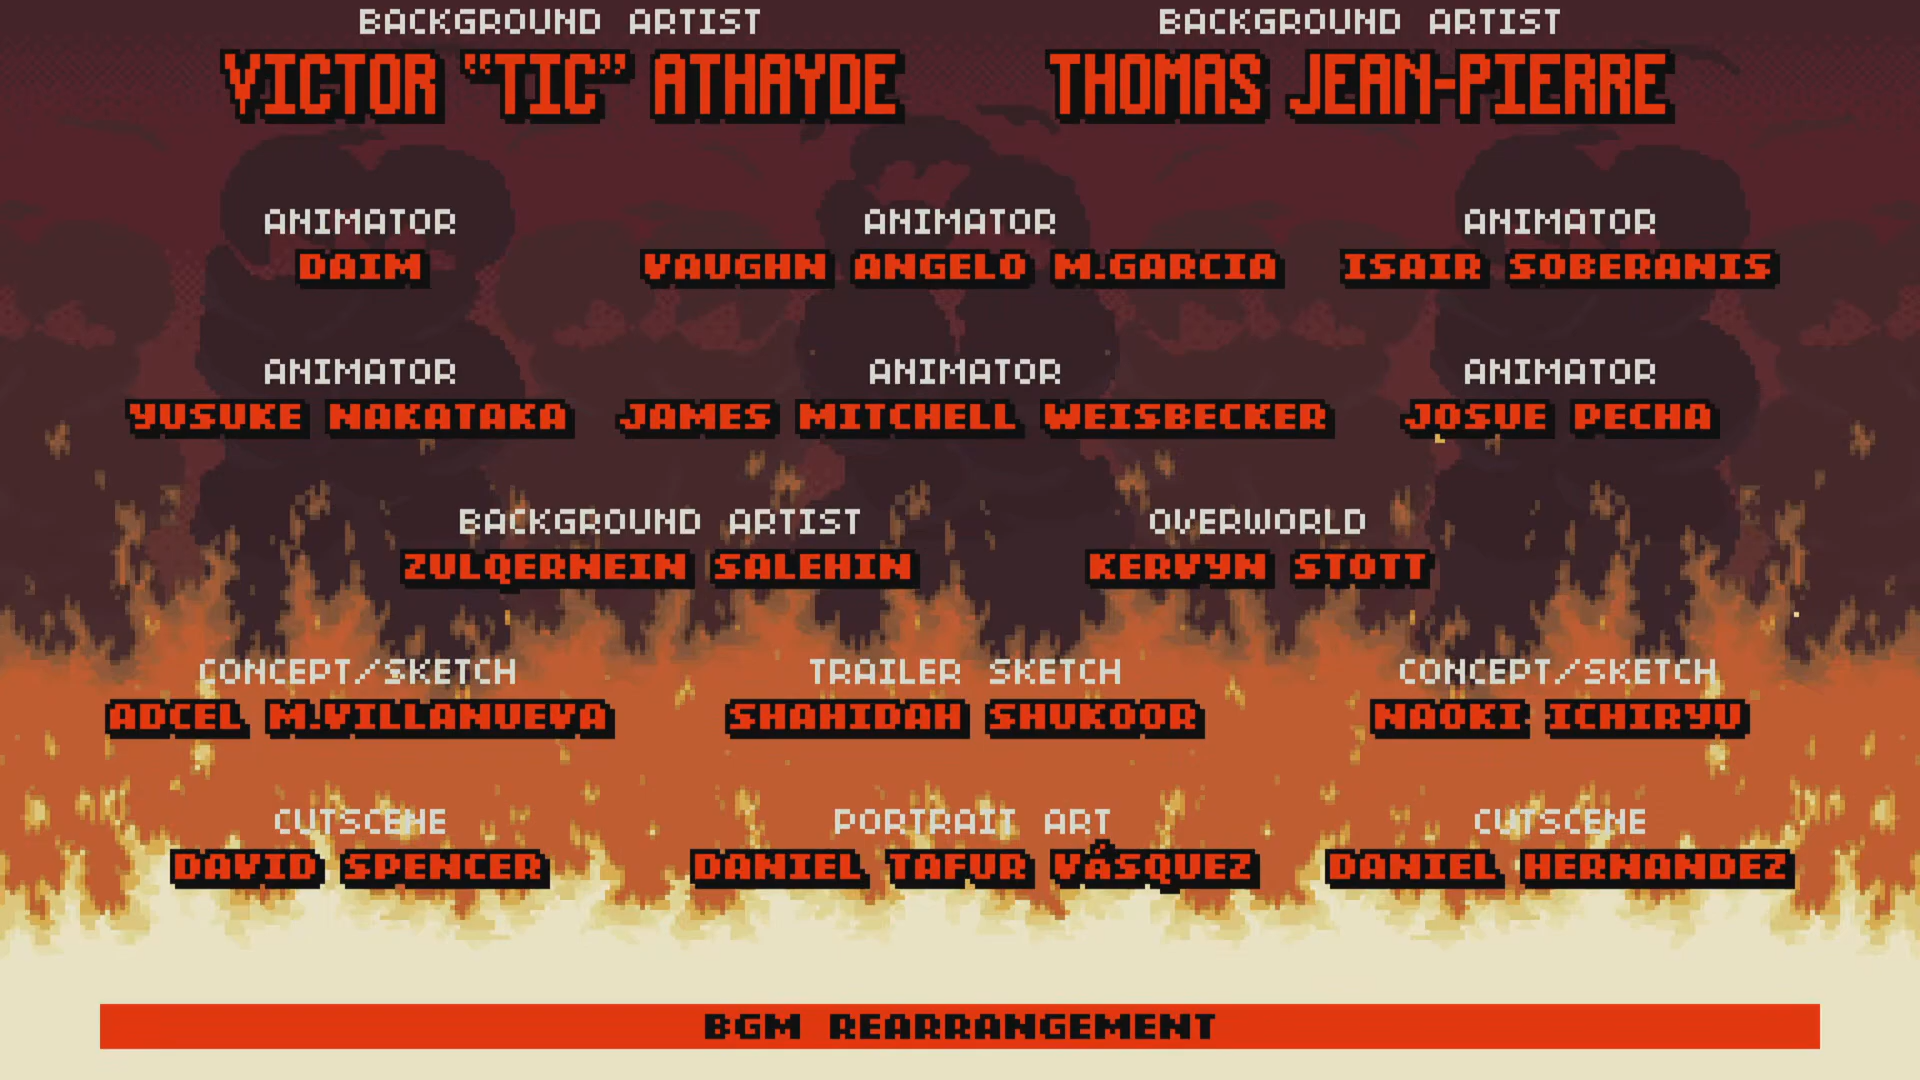 BACKGROUND ARTIST BACKGROUND ARTIST
VICTOR "TIC" ATHAYDE THOMAS JEAN-PIERRE
ANIMATOR ANIMATOR ANIMATOR
DAIM VAUGHN ANGELO M.GARCIA ISAIR SOBERANIS
ANIMATOR ANIMATOR ANIMATOR
YUSUKE NAKATAKA JAMES MITCHELL WEISBECKER JOSUE PECHA
BACKGROUND ARTIST OVERWORLD
ZULQERNEIN SALEHIN KERVYN STOTT
CONCEPT/SKETCH TRAILER SKETCH CONCEPT/SKETCH
ADCEL M.VILLANUEVA SHAHIDAH SHUKOOR NAOKI ICHIRYU
CUTSCENE PORTRAIT ART CUTSCENE
DAVID SPENCER DANIEL TAFUR VÁSQUEZ DANIEL HERNANDEZ
BGM REARRANGEMENT